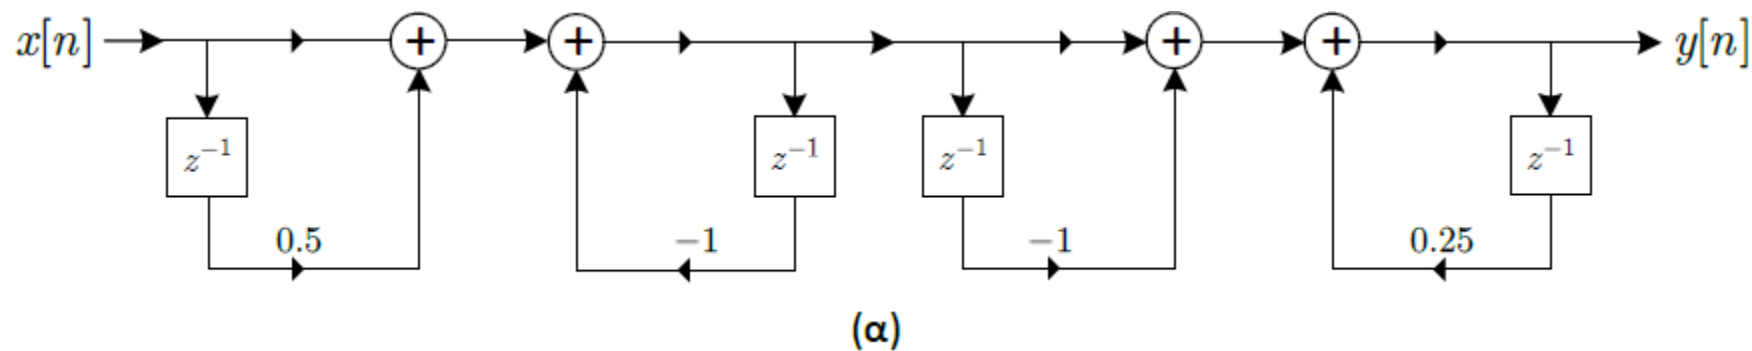 x[n] + + + + y[n]
z⁻¹ z⁻¹ z⁻¹ z⁻¹
0.5 −1 −1 0.25
(α)